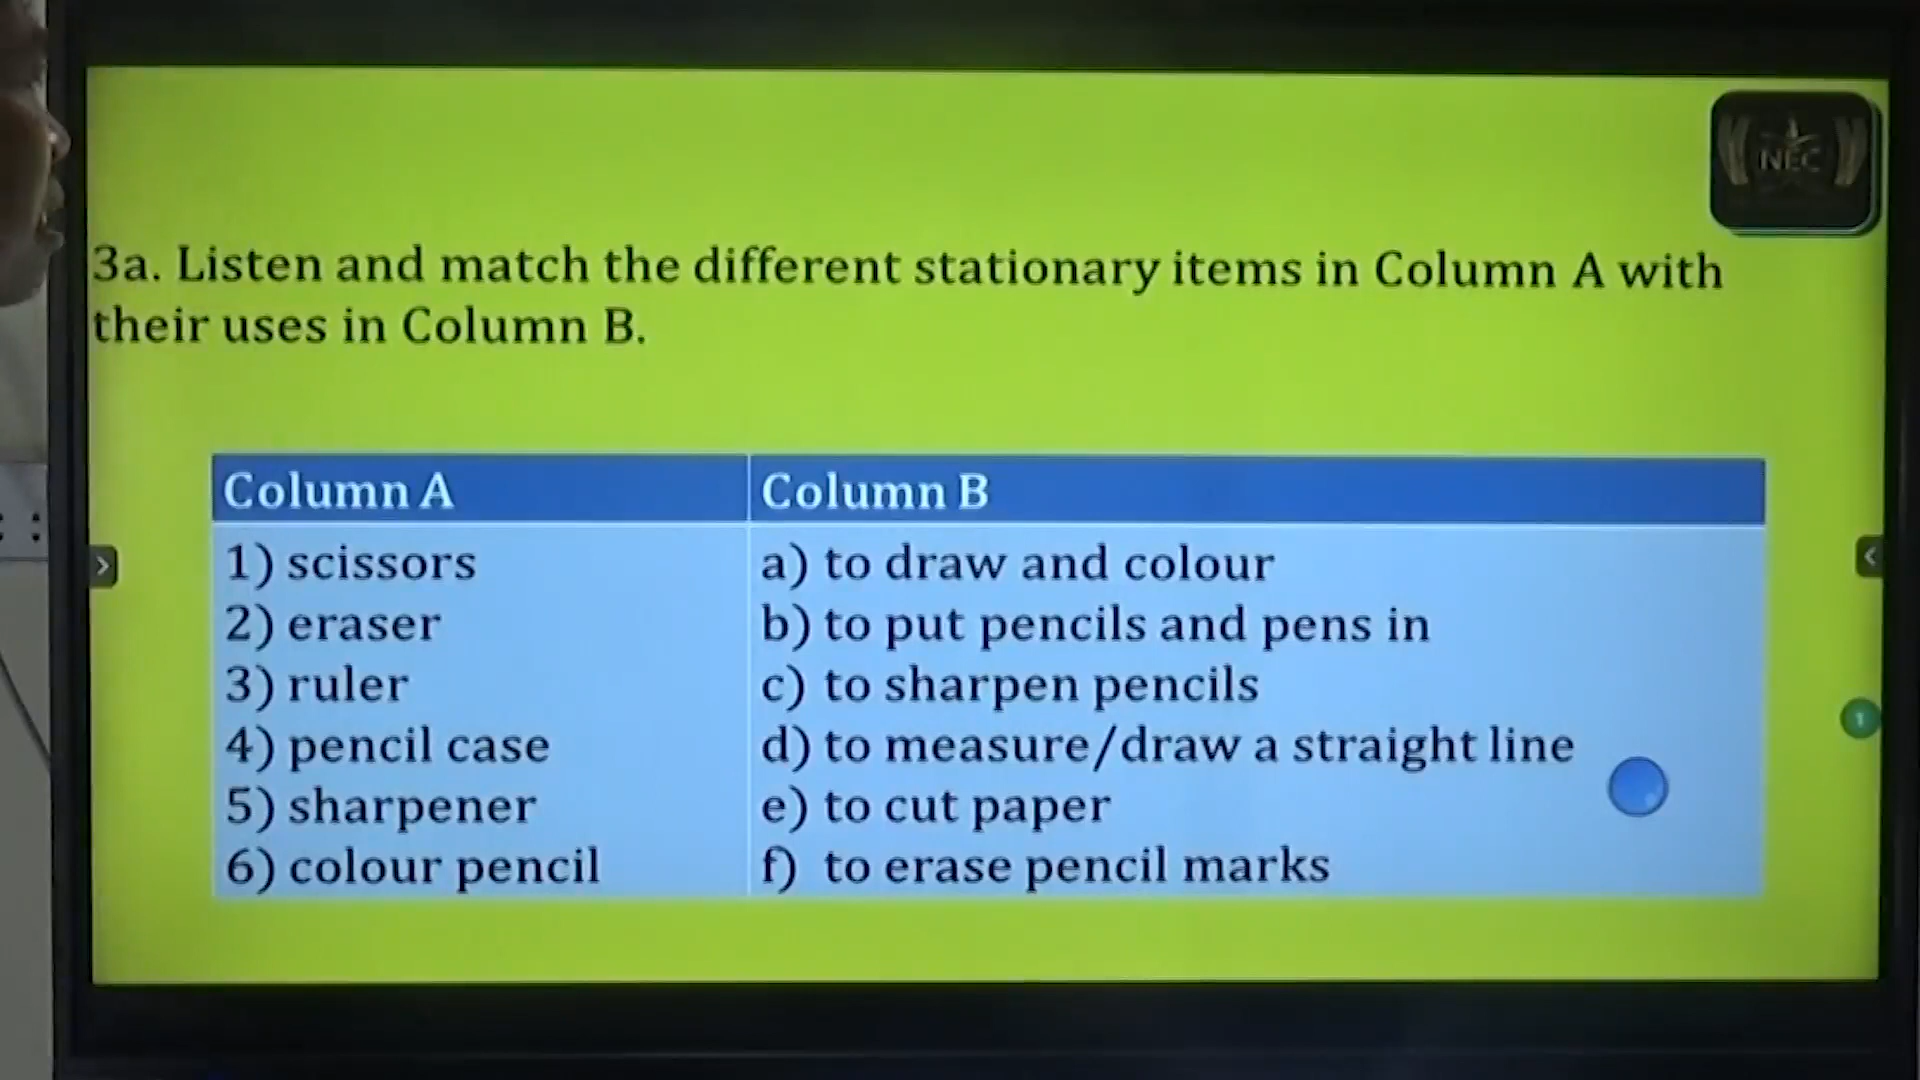 NEC
3a. Listen and match the different stationary items in Column A with
their uses in Column B.
Column A
Column B
1) scissors
a) to draw and colour
2) eraser
b) to put pencils and pens in
3) ruler
c) to sharpen pencils
4) pencil case
d) to measure/draw a straight line
5) sharpener
e) to cut paper
6) colour pencil
f) to erase pencil marks
1